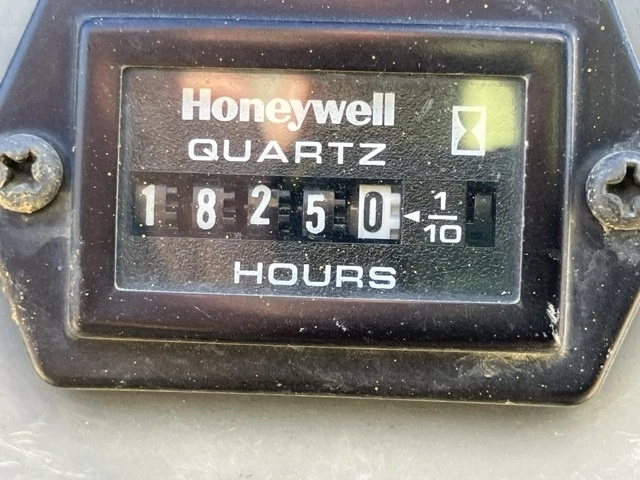 Honeywell
QUARTZ
18250 ◄ 1/10
HOURS